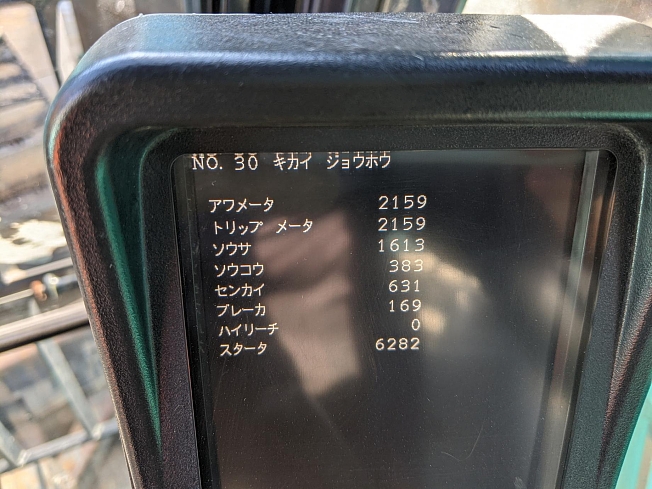 NO. 30 キカイ ジョウホウ
アワメータ 2159
トリップ メータ 2159
ソウサ 1613
ソウコウ 383
センカイ 631
ブレーカ 169
ハイリーチ 0
スタータ 6282